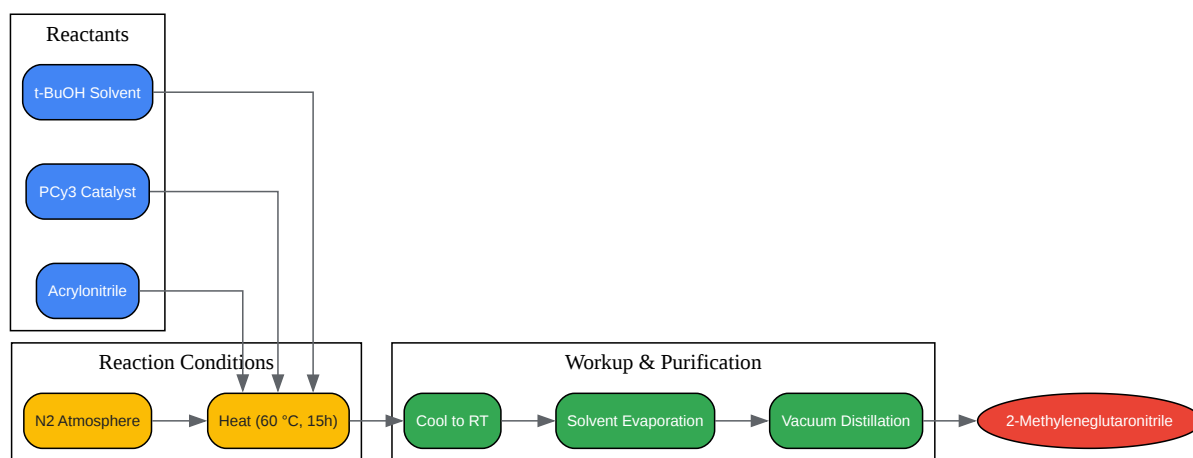 Reactants
t-BuOH Solvent
PCy3 Catalyst
Acrylonitrile
Reaction Conditions
N2 Atmosphere
Heat (60 °C, 15h)
Workup & Purification
Cool to RT
Solvent Evaporation
Vacuum Distillation
2-Methyleneglutaronitrile